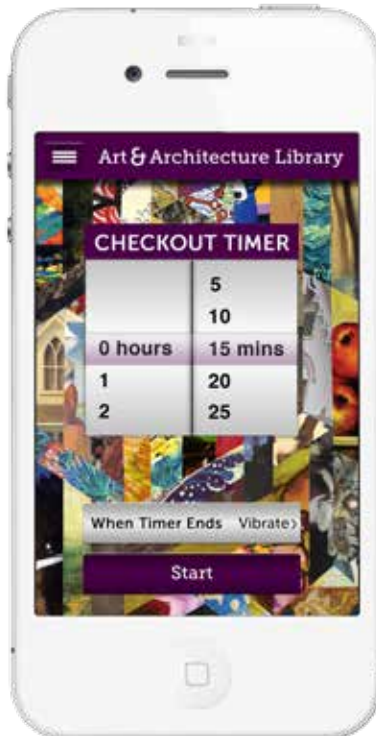 Art & Architecture Library
CHECKOUT TIMER
5
10
0 hours 15 mins
1 20
2 25
When Timer Ends Vibrate>
Start